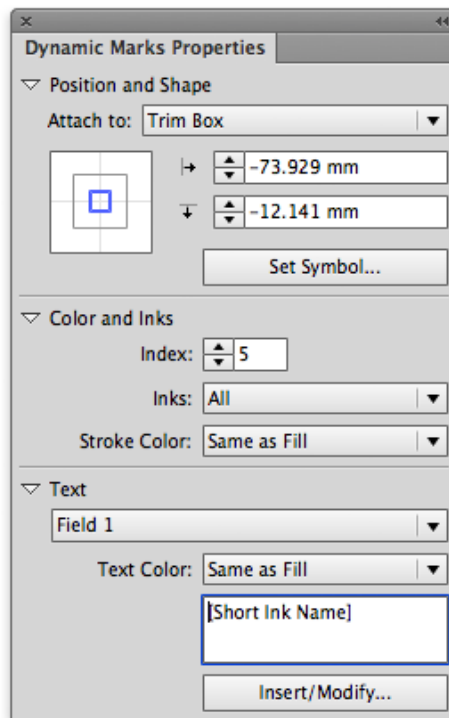 Dynamic Marks Properties
Position and Shape
Attach to: Trim Box
-73.929 mm
-12.141 mm
Set Symbol...
Color and Inks
Index: 5
Inks: All
Stroke Color: Same as Fill
Text
Field 1
Text Color: Same as Fill
[Short Ink Name]
Insert/Modify...